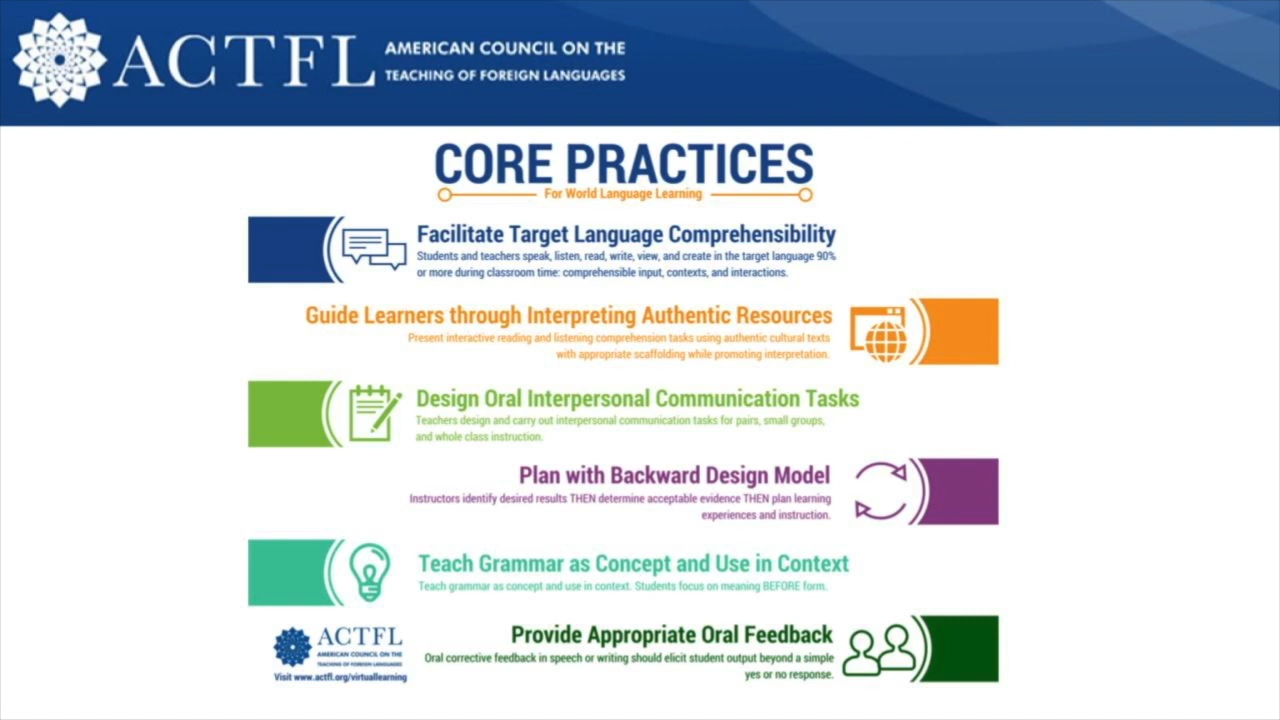 ACTFL
AMERICAN COUNCIL ON THE
TEACHING OF FOREIGN LANGUAGES
CORE PRACTICES
For World Language Learning
Facilitate Target Language Comprehensibility
Students and teachers speak, listen, read, write, view, and create in the target language 90%
or more during classroom time: comprehensible input, contexts, and interactions.
Guide Learners through Interpreting Authentic Resources
Present interactive reading and listening comprehension tasks using authentic cultural texts
with appropriate scaffolding while promoting interpretation.
Design Oral Interpersonal Communication Tasks
Teachers design and carry out interpersonal communication tasks for pairs, small groups,
and whole class instruction.
Plan with Backward Design Model
Instructors identify desired results THEN determine acceptable evidence THEN plan learning
experiences and instruction.
Teach Grammar as Concept and Use in Context
Teach grammar as concept and use in context. Students focus on meaning BEFORE form.
Provide Appropriate Oral Feedback
Oral corrective feedback in speech or writing should elicit student output beyond a simple
yes or no response.
ACTFL
AMERICAN COUNCIL ON THE
TEACHING OF FOREIGN LANGUAGES
Visit www.actfl.org/virtuallearning